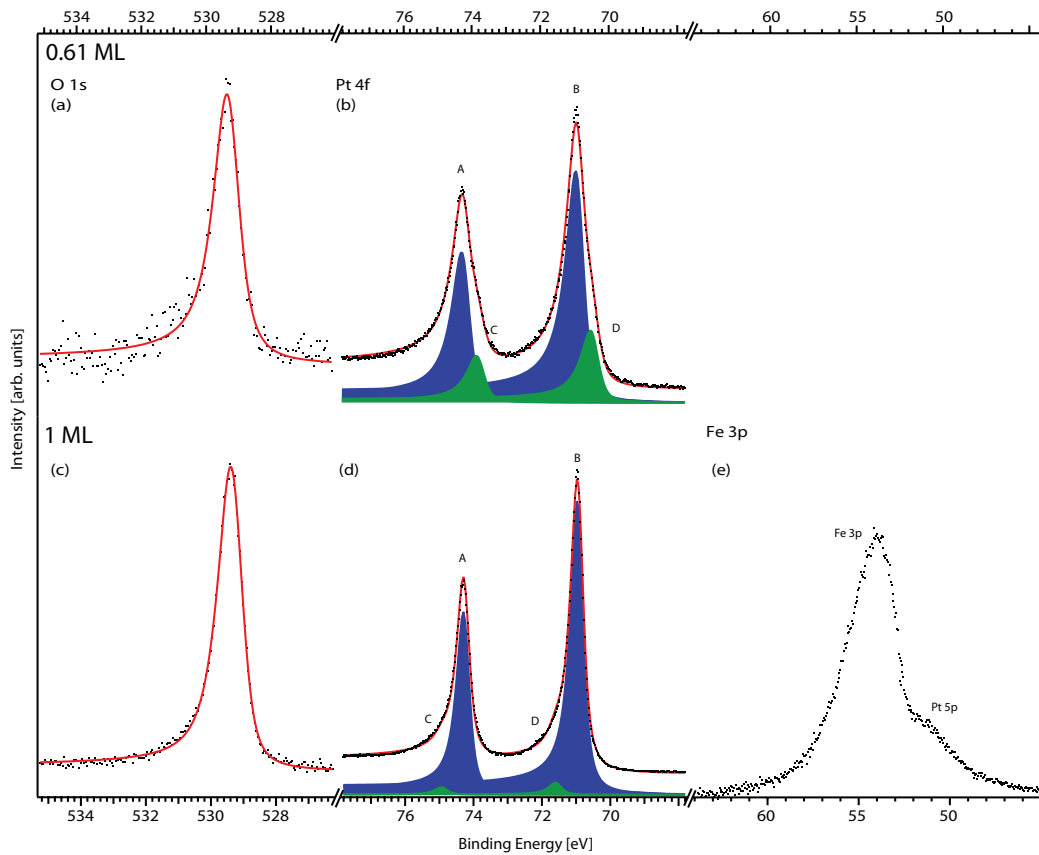 534 532 530 528 76 74 72 70 60 55 50
0.61 ML
O 1s
(a)
Pt 4f
(b)
A
B
C
D
Intensity [arb. units]
1 ML
(c)
(d)
A
B
C
D
Fe 3p
(e)
Fe 3p
Pt 5p
534 532 530 528 76 74 72 70 60 55 50
Binding Energy [eV]